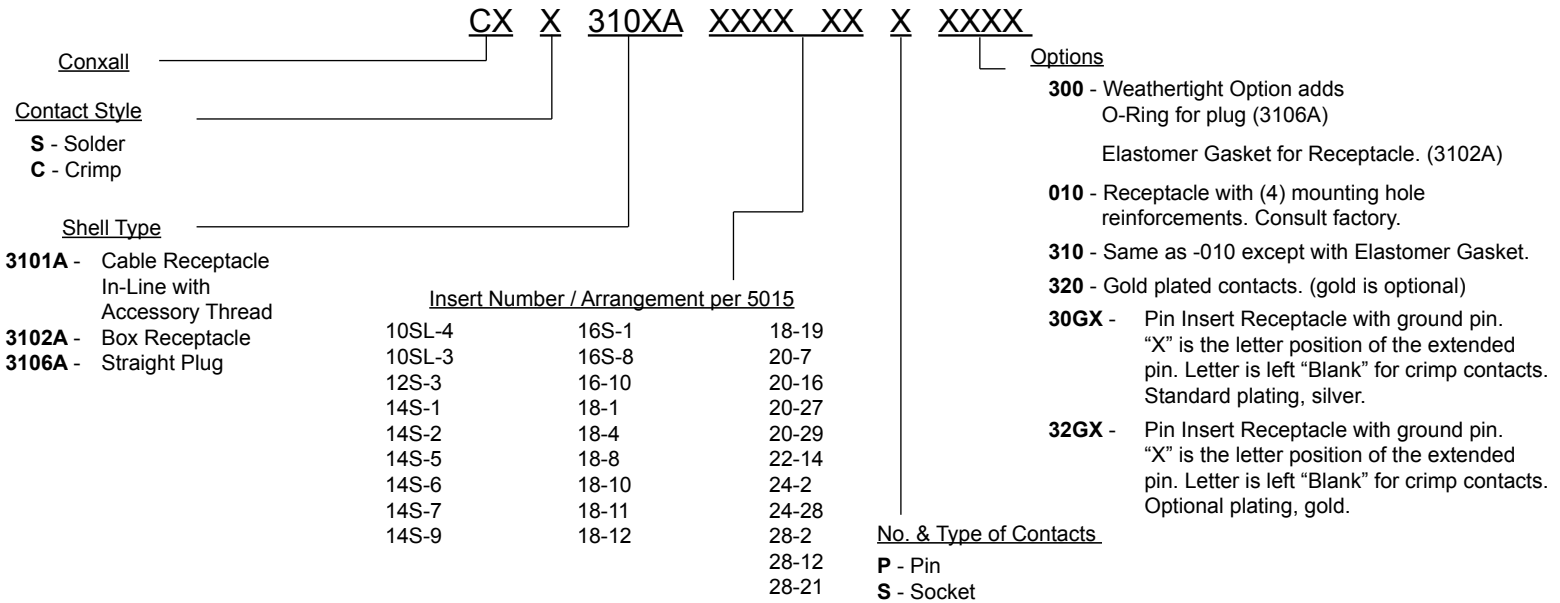 CX X 310XA XXXX XX X XXXX
Conxall
Contact Style
S - Solder
C - Crimp
Shell Type
3101A - Cable Receptacle
In-Line with
Accessory Thread
3102A - Box Receptacle
3106A - Straight Plug
Insert Number / Arrangement per 5015
10SL-4 16S-1 18-19
10SL-3 16S-8 20-7
12S-3 16-10 20-16
14S-1 18-1 20-27
14S-2 18-4 20-29
14S-5 18-8 22-14
14S-6 18-10 24-2
14S-7 18-11 24-28
14S-9 18-12 28-2
28-12
28-21
No. & Type of Contacts
P - Pin
S - Socket
Options
300 - Weathertight Option adds
O-Ring for plug (3106A)
Elastomer Gasket for Receptacle. (3102A)
010 - Receptacle with (4) mounting hole
reinforcements. Consult factory.
310 - Same as -010 except with Elastomer Gasket.
320 - Gold plated contacts. (gold is optional)
30GX - Pin Insert Receptacle with ground pin.
“X” is the letter position of the extended
pin. Letter is left “Blank” for crimp contacts.
Standard plating, silver.
32GX - Pin Insert Receptacle with ground pin.
“X” is the letter position of the extended
pin. Letter is left “Blank” for crimp contacts.
Optional plating, gold.